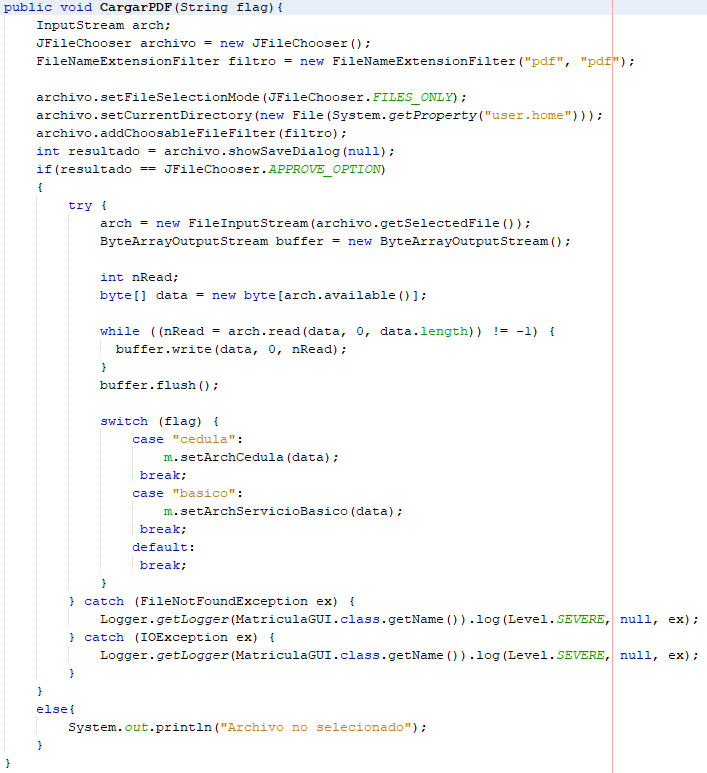 public void CargarPDF(String flag){
    InputStream arch;
    JFileChooser archivo = new JFileChooser();
    FileNameExtensionFilter filtro = new FileNameExtensionFilter("pdf", "pdf");

    archivo.setFileSelectionMode(JFileChooser.FILES_ONLY);
    archivo.setCurrentDirectory(new File(System.getProperty("user.home")));
    archivo.addChoosableFileFilter(filtro);
    int resultado = archivo.showSaveDialog(null);
    if(resultado == JFileChooser.APPROVE_OPTION)
    {
        try {
            arch = new FileInputStream(archivo.getSelectedFile());
            ByteArrayOutputStream buffer = new ByteArrayOutputStream();

            int nRead;
            byte[] data = new byte[arch.available()];

            while ((nRead = arch.read(data, 0, data.length)) != -1) {
              buffer.write(data, 0, nRead);
            }
            buffer.flush();

            switch (flag) {
                case "cedula":
                    m.setArchCedula(data);
                 break;
                case "basico":
                    m.setArchServicioBasico(data);
                 break;
                default:
                 break;
            }
        } catch (FileNotFoundException ex) {
            Logger.getLogger(MatriculaGUI.class.getName()).log(Level.SEVERE, null, ex);
        } catch (IOException ex) {
            Logger.getLogger(MatriculaGUI.class.getName()).log(Level.SEVERE, null, ex);
        }
    }
    else{
        System.out.println("Archivo no selecionado");
    }
}